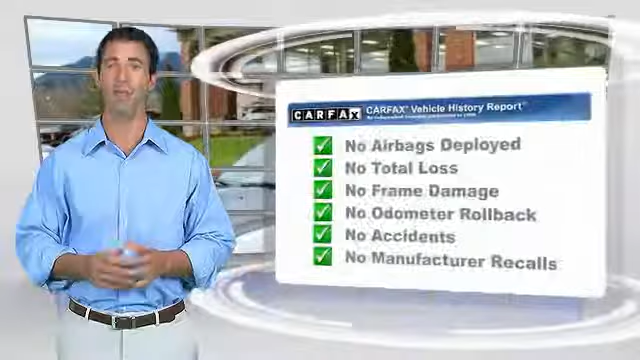 CARFAX
CARFAX Vehicle History Report™
No Airbags Deployed
No Total Loss
No Frame Damage
No Odometer Rollback
No Accidents
No Manufacturer Recalls